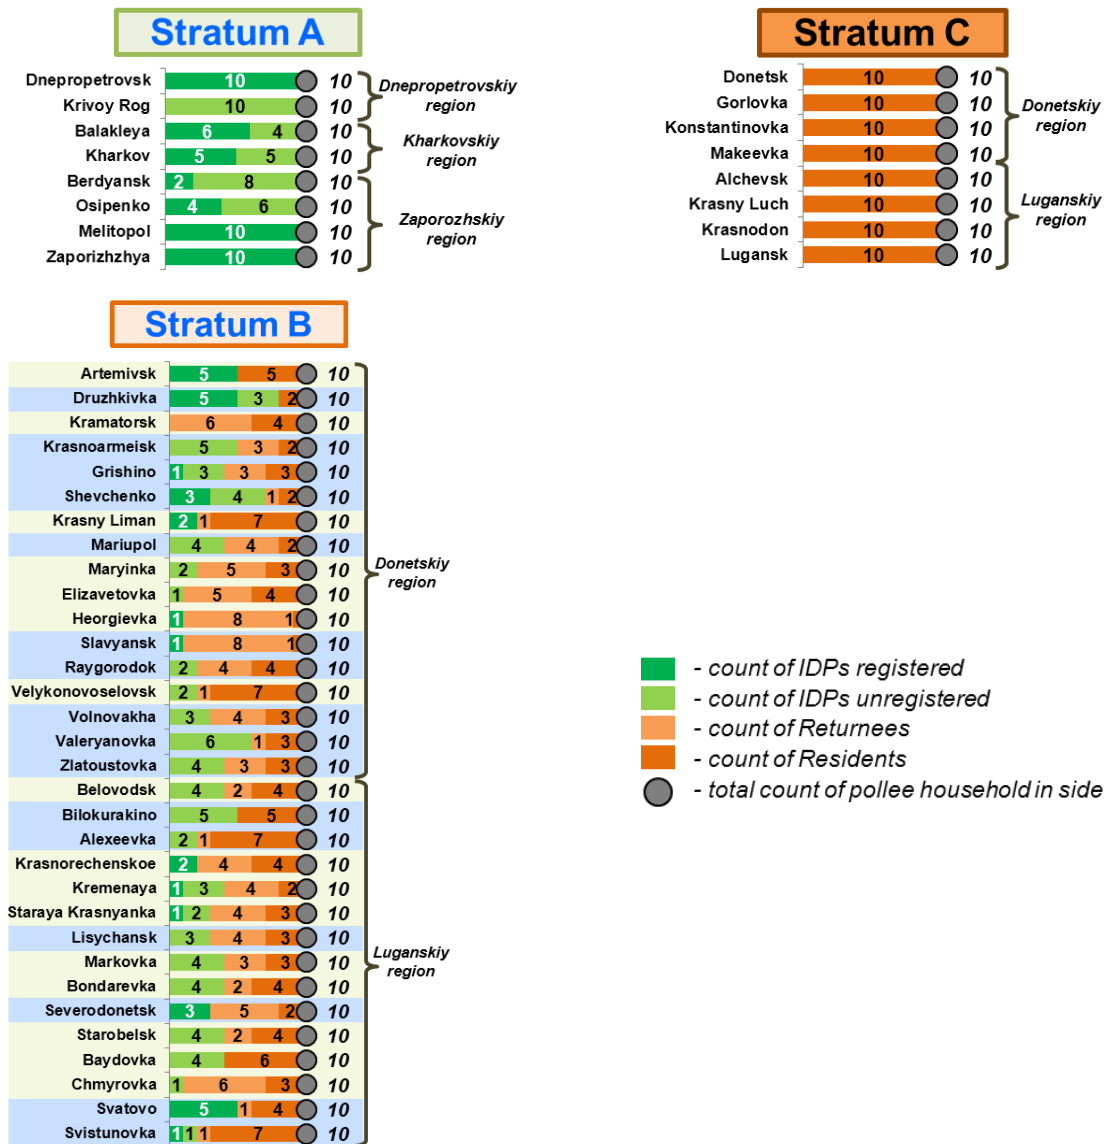 Stratum A
Dnepropetrovsk 10 10
Krivoy Rog 10 10
Dnepropetrovskiy
region
Balakleya 6 4 10
Kharkov 5 5 10
Kharkovskiy
region
Berdyansk 2 8 10
Osipenko 4 6 10
Melitopol 10 10
Zaporizhzhya 10 10
Zaporozhskiy
region
Stratum C
Donetsk 10 10
Gorlovka 10 10
Konstantinovka 10 10
Makeevka 10 10
Donetskiy
region
Alchevsk 10 10
Krasny Luch 10 10
Krasnodon 10 10
Lugansk 10 10
Luganskiy
region
Stratum B
Artemivsk 5 5 10
Druzhkivka 5 3 2 10
Kramatorsk 6 4 10
Krasnoarmeisk 5 3 2 10
Grishino 1 3 3 3 10
Shevchenko 3 4 1 2 10
Krasny Liman 2 1 7 10
Mariupol 4 4 2 10
Maryinka 2 5 3 10
Elizavetovka 1 5 4 10
Heorgievka 1 8 1 10
Slavyansk 1 8 1 10
Raygorodok 2 4 4 10
Velykonovoselovsk 2 1 7 10
Volnovakha 3 4 3 10
Valeryanovka 6 1 3 10
Zlatoustovka 4 3 3 10
Donetskiy
region
Belovodsk 4 2 4 10
Bilokurakino 5 5 10
Alexeevka 2 1 7 10
Krasnorechenskoe 2 4 4 10
Kremenaya 1 3 4 2 10
Staraya Krasnyanka 1 2 4 3 10
Lisychansk 3 4 3 10
Markovka 4 3 3 10
Bondarevka 4 2 4 10
Severodonetsk 3 5 2 10
Starobelsk 4 2 4 10
Baydovka 4 6 10
Chmyrovka 1 6 3 10
Svatovo 5 1 4 10
Svistunovka 1 1 1 7 10
Luganskiy
region
- count of IDPs registered
- count of IDPs unregistered
- count of Returnees
- count of Residents
- total count of pollee household in side